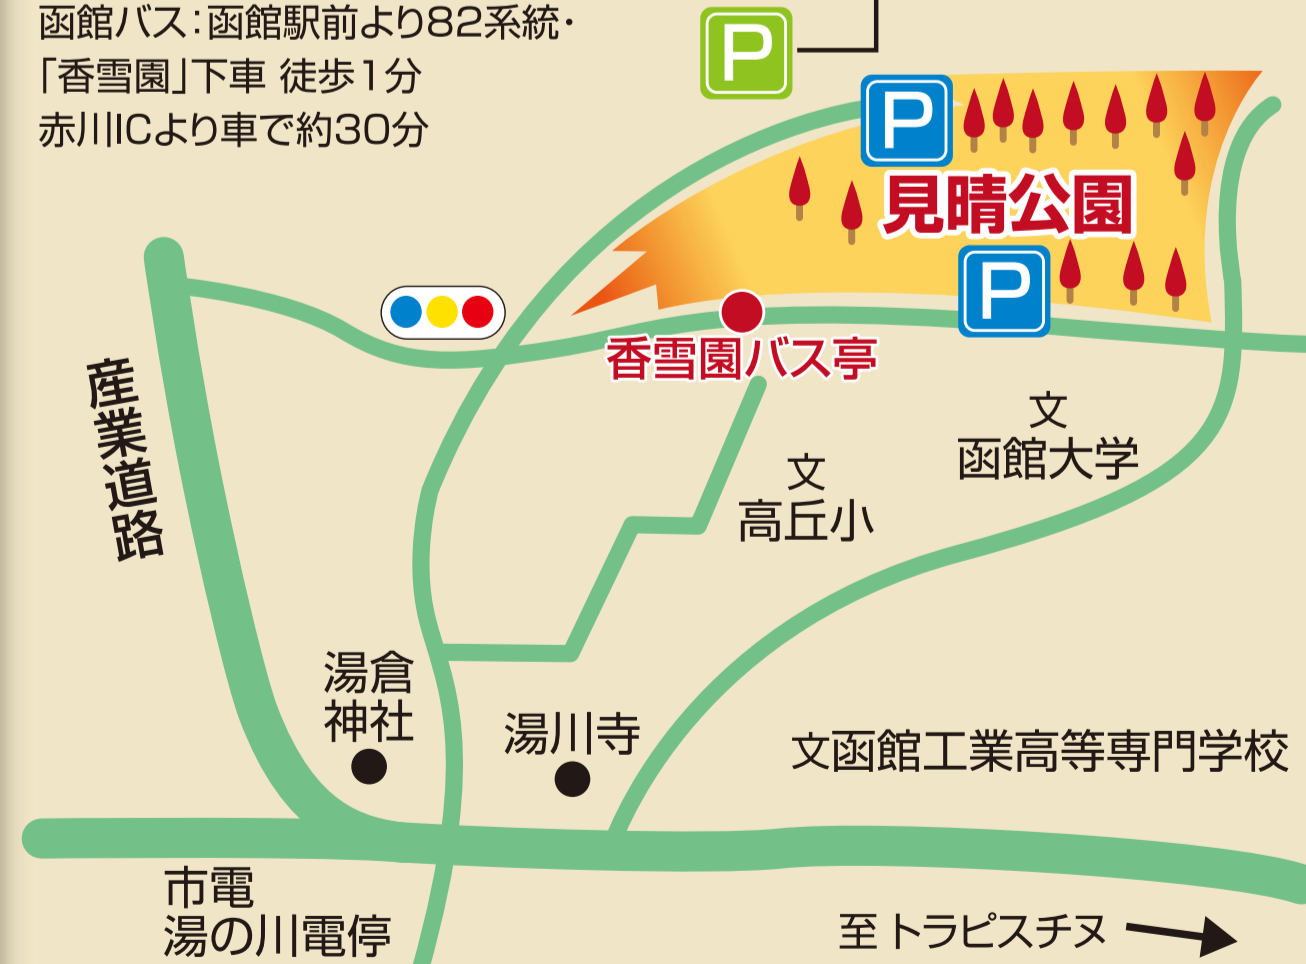 函館バス:函館駅前より82系統・
「香雪園」下車 徒歩1分
赤川ICより車で約30分
P
P
見晴公園
P
香雪園バス亭
産業道路
文
函館大学
文
高丘小
湯倉
神社
湯川寺
文函館工業高等専門学校
市電
湯の川電停
至 トラピスチヌ